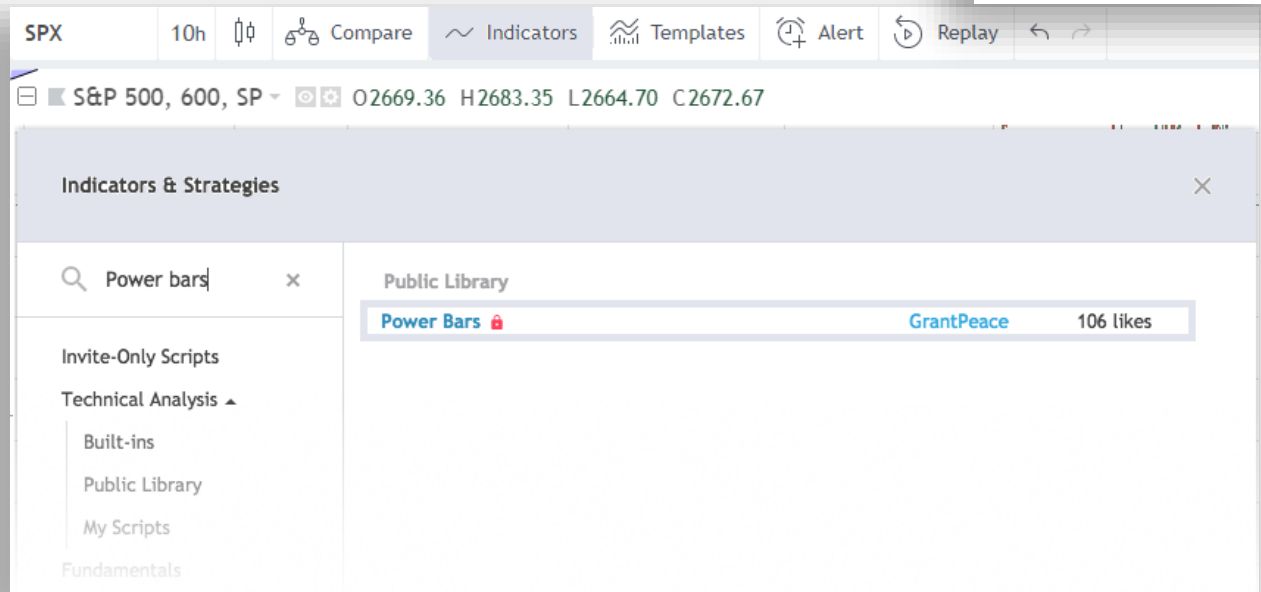 SPX 10h Compare Indicators Templates Alert Replay
S&P 500, 600, SP O2669.36 H2683.35 L2664.70 C2672.67
Indicators & Strategies
Power bars
Public Library
Power Bars GrantPeace 106 likes
Invite-Only Scripts
Technical Analysis
Built-ins
Public Library
My Scripts
Fundamentals